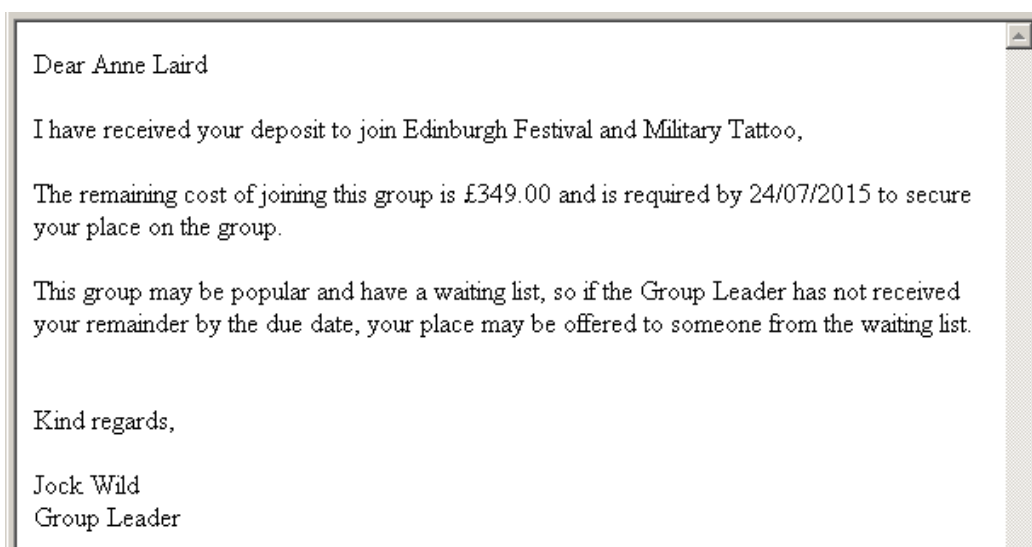 Dear Anne Laird
I have received your deposit to join Edinburgh Festival and Military Tattoo,
The remaining cost of joining this group is £349.00 and is required by 24/07/2015 to secure
your place on the group.
This group may be popular and have a waiting list, so if the Group Leader has not received
your remainder by the due date, your place may be offered to someone from the waiting list.
Kind regards,
Jock Wild
Group Leader